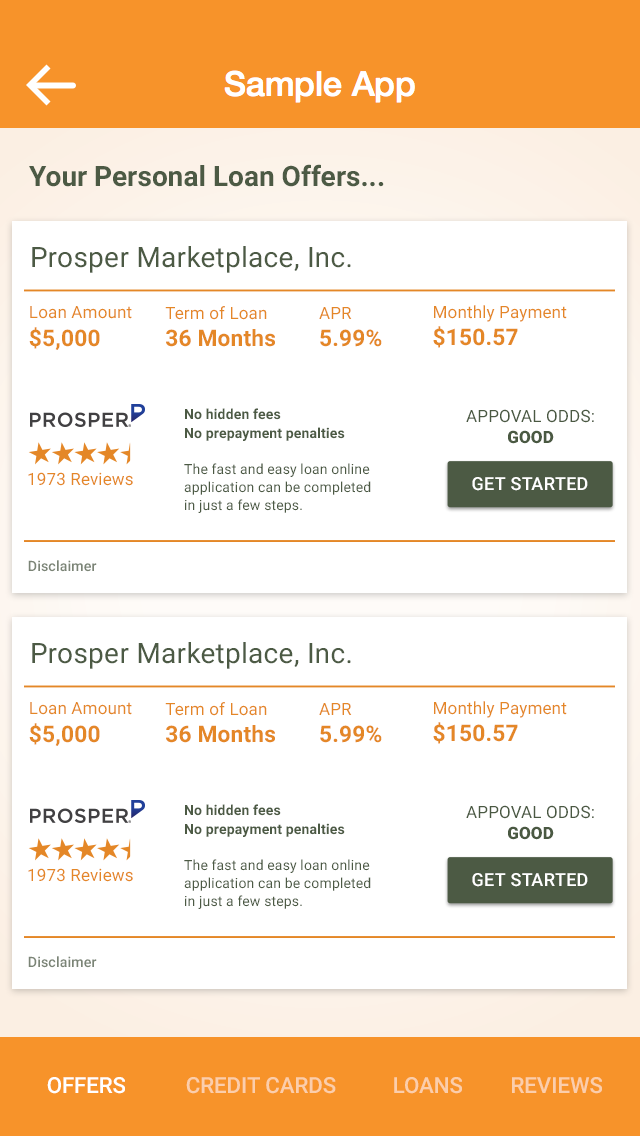 Sample App
Your Personal Loan Offers...
Prosper Marketplace, Inc.
Loan Amount Term of Loan APR Monthly Payment
$5,000 36 Months 5.99% $150.57
PROSPER
1973 Reviews
No hidden fees
No prepayment penalties
The fast and easy loan online
application can be completed
in just a few steps.
APPOVAL ODDS:
GOOD
GET STARTED
Disclaimer
Prosper Marketplace, Inc.
Loan Amount Term of Loan APR Monthly Payment
$5,000 36 Months 5.99% $150.57
PROSPER
1973 Reviews
No hidden fees
No prepayment penalties
The fast and easy loan online
application can be completed
in just a few steps.
APPOVAL ODDS:
GOOD
GET STARTED
Disclaimer
OFFERS CREDIT CARDS LOANS REVIEWS